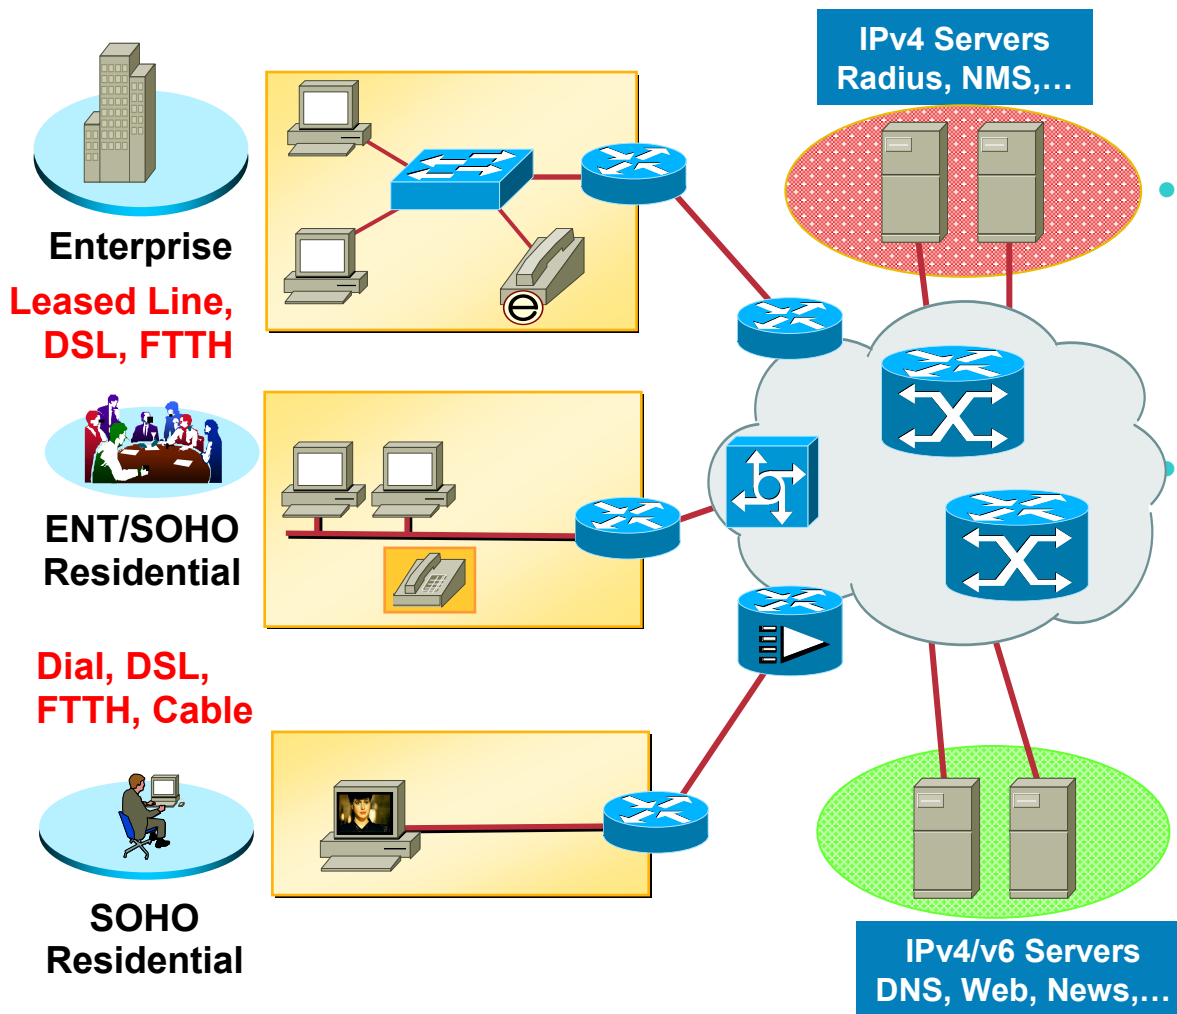 IPv4 Servers
Radius, NMS,…
Enterprise
Leased Line,
DSL, FTTH
e
ENT/SOHO
Residential
Dial, DSL,
FTTH, Cable
SOHO
Residential
IPv4/v6 Servers
DNS, Web, News,…